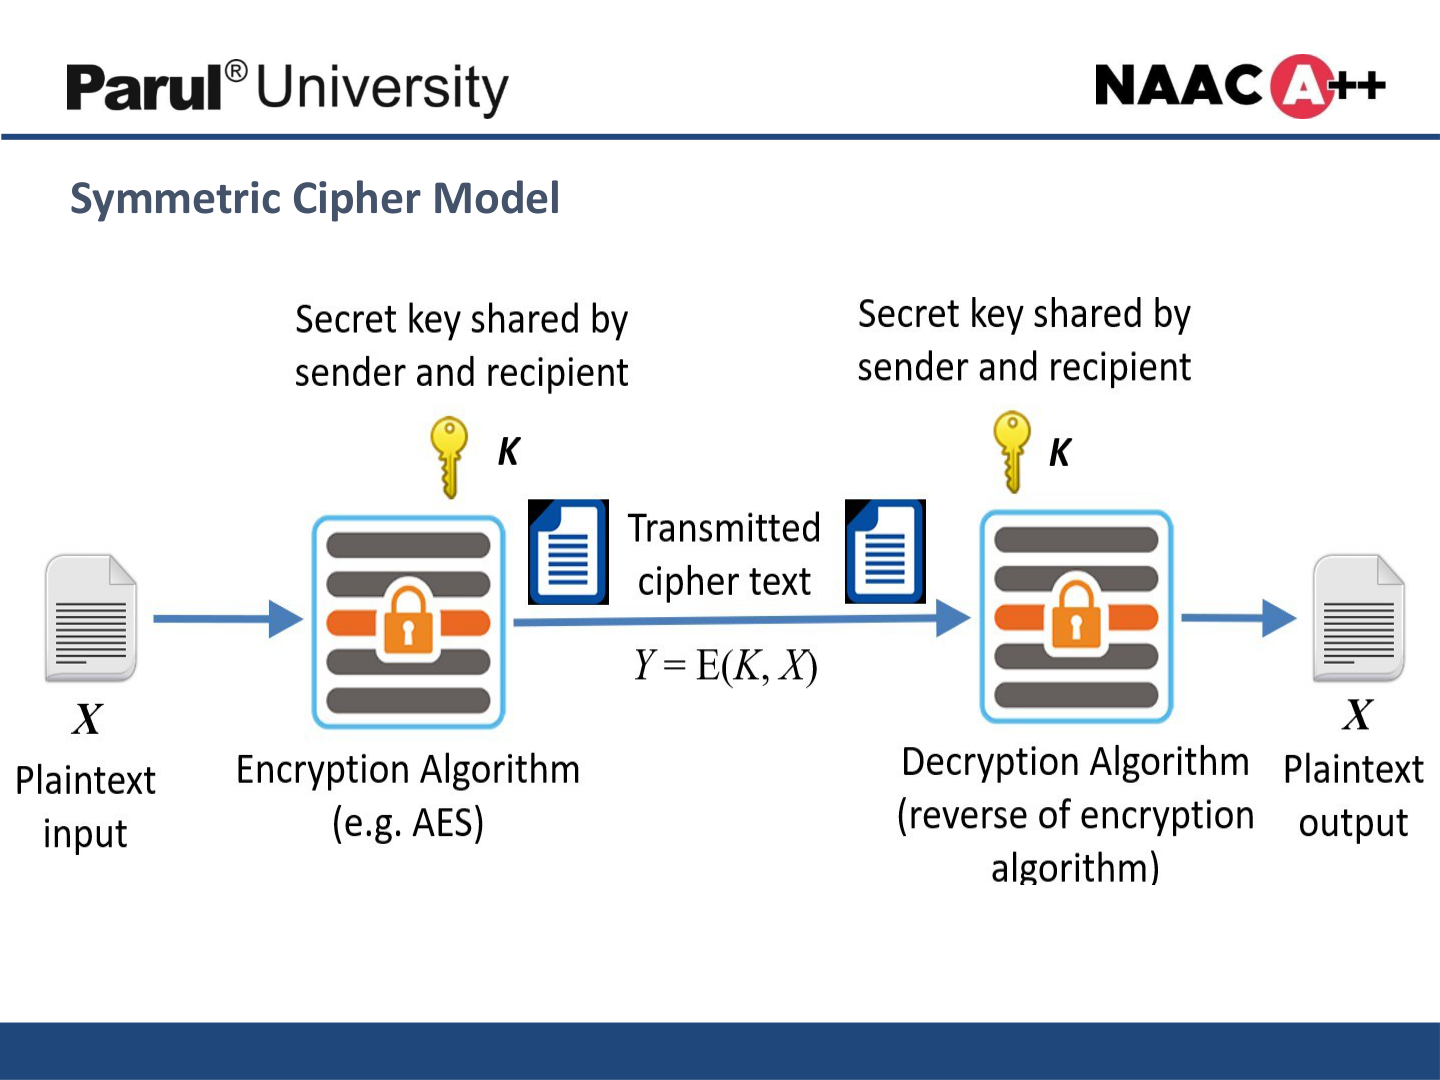 Parul® University
NAAC A++
Symmetric Cipher Model
Secret key shared by
sender and recipient
K
Secret key shared by
sender and recipient
K
Transmitted
cipher text
Y = E(K, X)
X
Plaintext
input
Encryption Algorithm
(e.g. AES)
Decryption Algorithm
(reverse of encryption
algorithm)
X
Plaintext
output